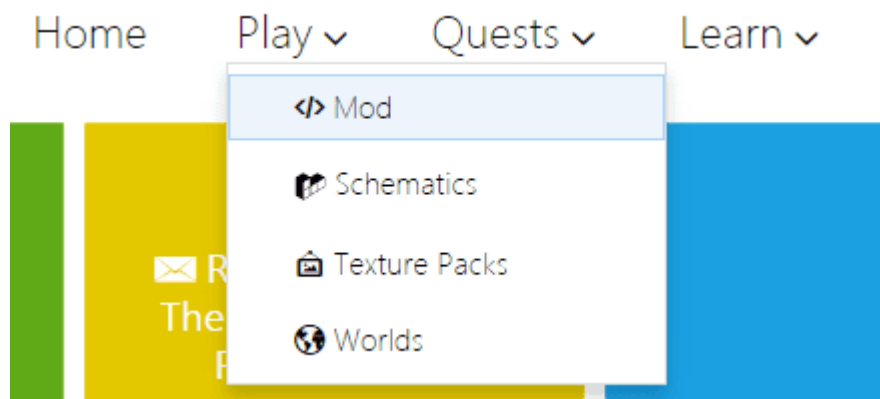 Home Play Quests Learn
Mod
Schematics
Texture Packs
Worlds
R
The